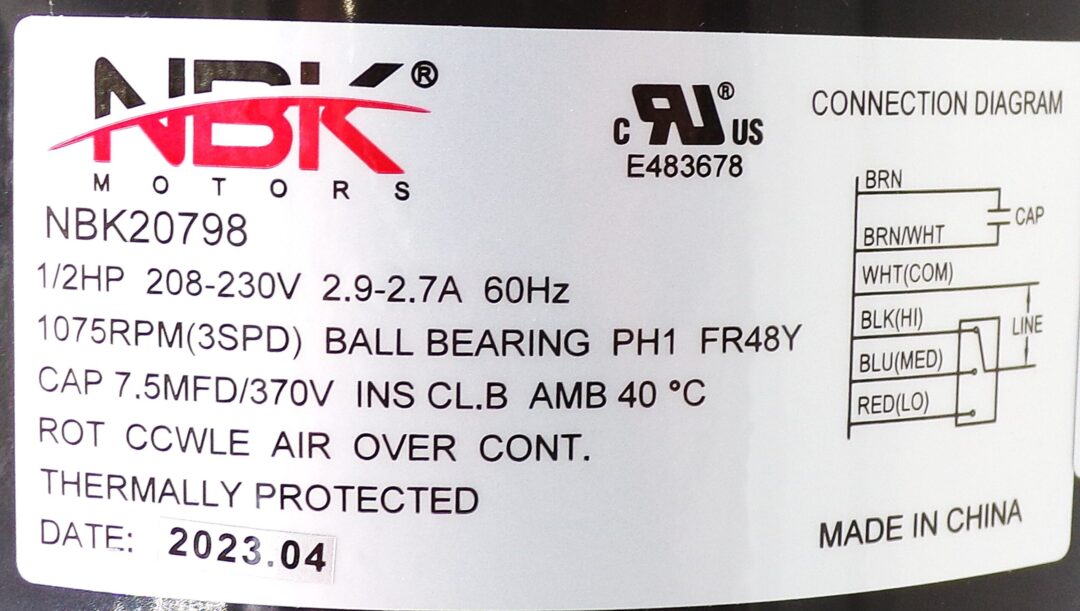 NBK®
MOTORS
NBK20798
1/2HP 208-230V 2.9-2.7A 60Hz
1075RPM(3SPD) BALL BEARING PH1 FR48Y
CAP 7.5MFD/370V INS CL.B AMB 40 °C
ROT CCWLE AIR OVER CONT.
THERMALLY PROTECTED
DATE: 2023.04
C RU® US
E483678
CONNECTION DIAGRAM
BRN
CAP
BRN/WHT
WHT(COM)
BLK(HI)
LINE
BLU(MED)
RED(LO)
MADE IN CHINA